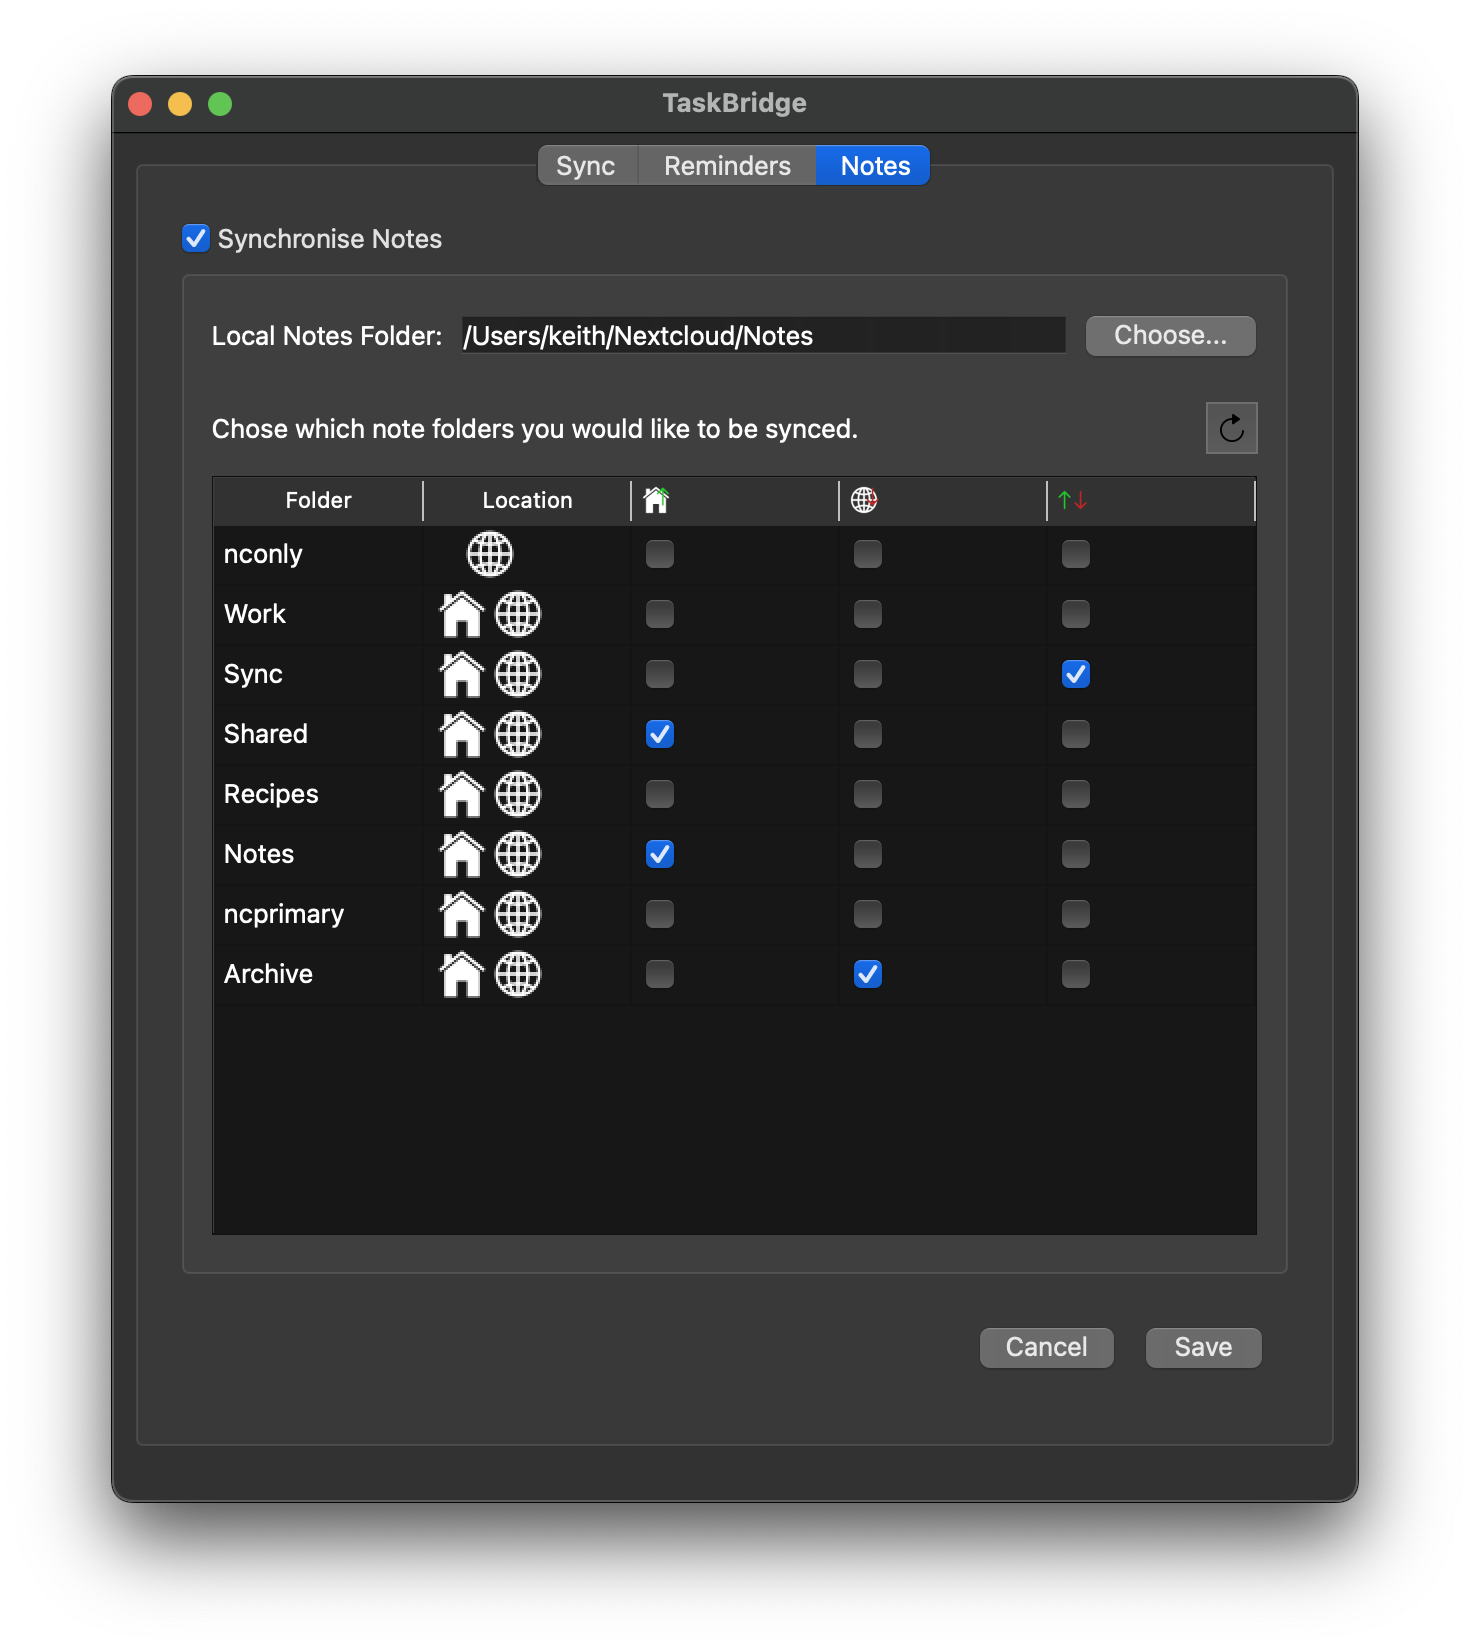 TaskBridge
Sync Reminders Notes
Synchronise Notes
Local Notes Folder: /Users/keith/Nextcloud/Notes Choose...
Chose which note folders you would like to be synced.
Folder Location
nconly
Work
Sync
Shared
Recipes
Notes
ncprimary
Archive
Cancel Save